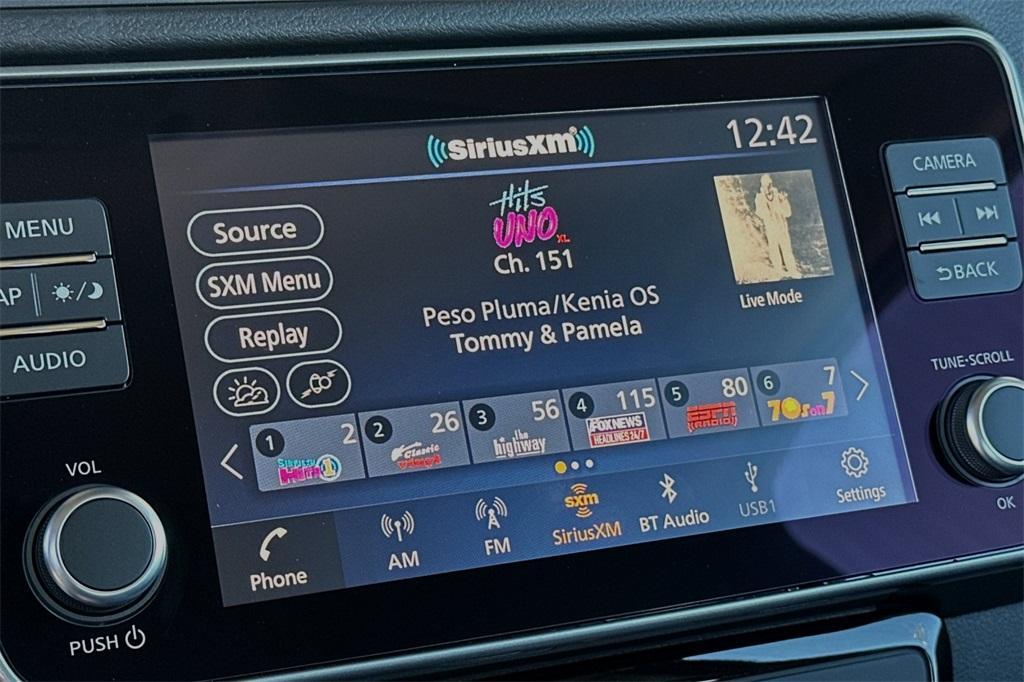 SiriusXM
12:42
Hits
UNO
XL
Ch. 151
Source
SXM Menu
Replay
Peso Pluma/Kenia OS
Tommy & Pamela
Live Mode
1 2
2 26
Classic
3 56
the
highway
4 115
FOX NEWS
HEADLINES 24/7
5 80
ESPN
RADIO
6 7
70s on 7
Phone
AM
FM
sxm
SiriusXM
BT Audio
USB1
Settings
MENU
AP
AUDIO
VOL
PUSH
CAMERA
BACK
TUNE·SCROLL
OK